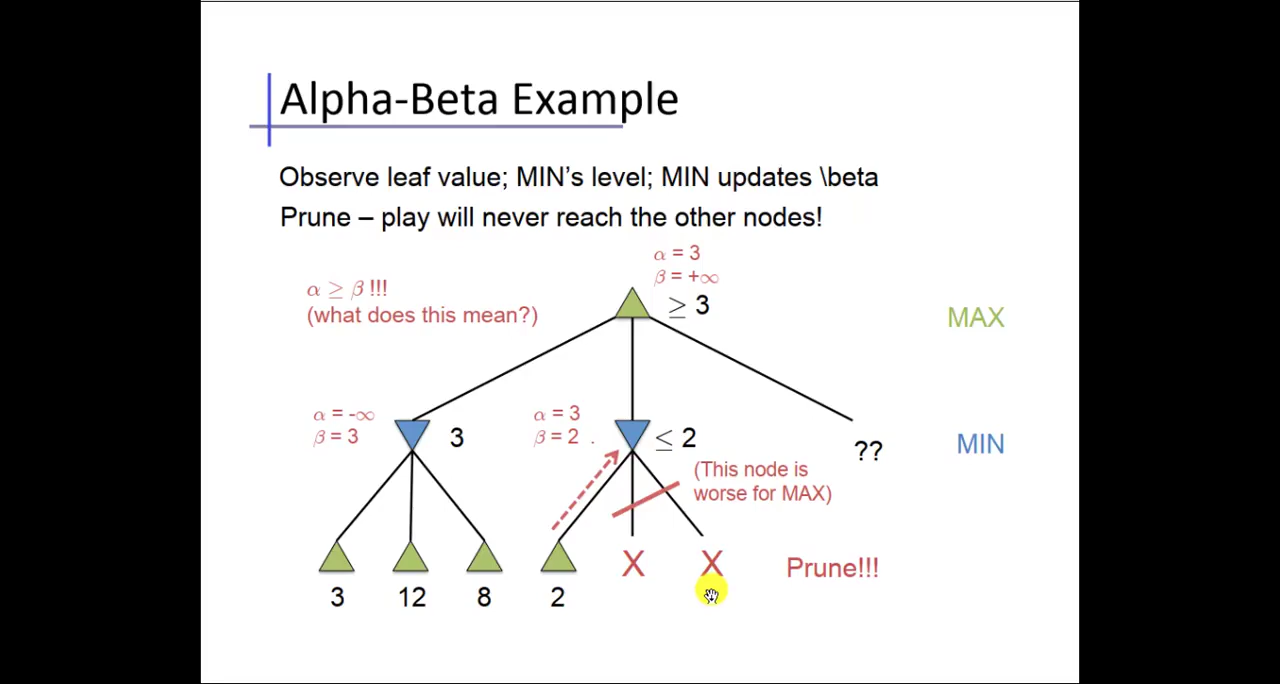 Alpha-Beta Example
Observe leaf value; MIN's level; MIN updates \beta
Prune – play will never reach the other nodes!
α = 3
β = +∞
α ≥ β !!!
(what does this mean?)
≥ 3
MAX
α = -∞
β = 3
3
α = 3
β = 2 .
≤ 2
??
MIN
(This node is
worse for MAX)
X
X
Prune!!!
3
12
8
2